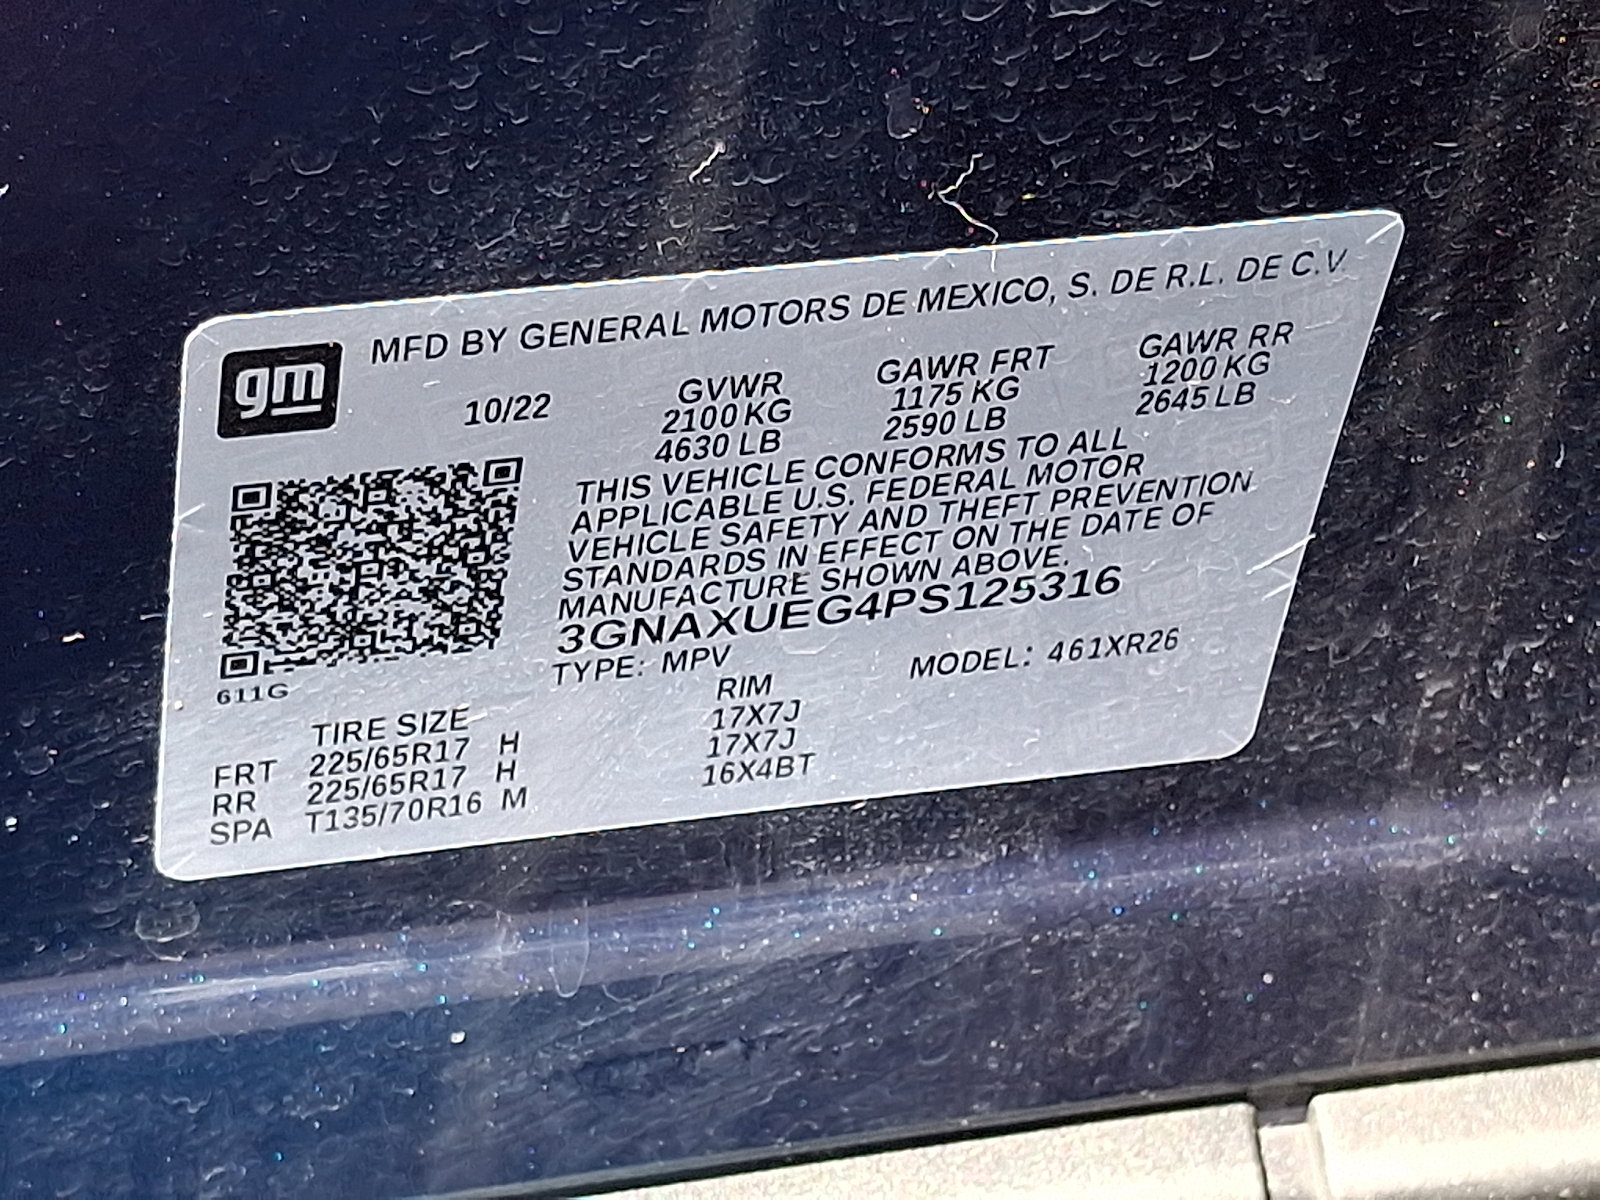 MFD BY GENERAL MOTORS DE MEXICO, S. DE R.L. DE C.V.
gm
10/22
GVWR GAWR FRT GAWR RR
2100 KG 1175 KG 1200 KG
4630 LB 2590 LB 2645 LB
THIS VEHICLE CONFORMS TO ALL
APPLICABLE U.S. FEDERAL MOTOR
VEHICLE SAFETY AND THEFT PREVENTION
STANDARDS IN EFFECT ON THE DATE OF
MANUFACTURE SHOWN ABOVE.
3GNAXUEG4PS125316
TYPE: MPV MODEL: 461XR26
611G
TIRE SIZE RIM
FRT 225/65R17 H 17X7J
RR 225/65R17 H 17X7J
SPA T135/70R16 M 16X4BT